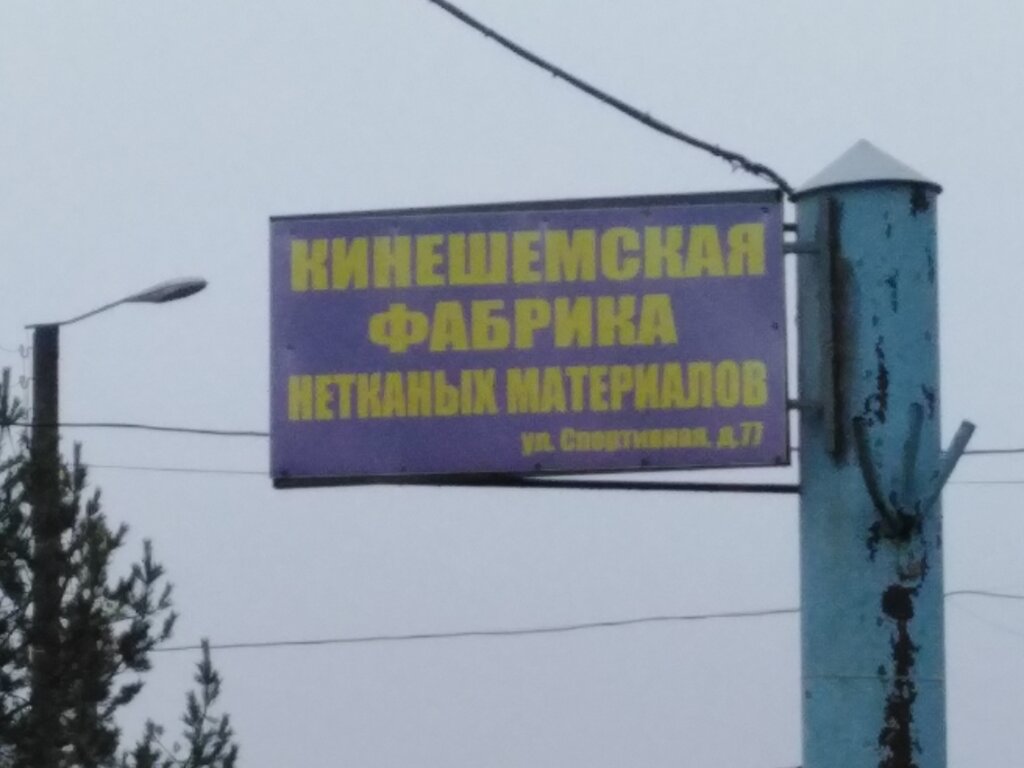 КИНЕШЕМСКАЯ
ФАБРИКА
НЕТКАНЫХ МАТЕРИАЛОВ
ул. Спортивная, д.77